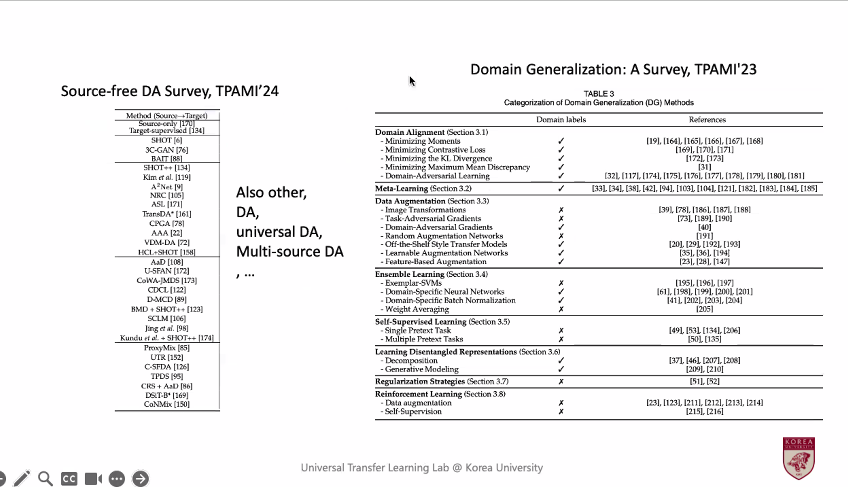 Source-free DA Survey, TPAMI'24
Method (Source→Target)
Source-only [170]
Target-supervised [134]
SHOT [6]
3C-GAN [76]
BAIT [88]
SHOT++ [134]
Kim et al. [119]
A²Net [9]
NRC [105]
ASL [171]
TransDA* [161]
CPGA [78]
AAA [22]
VDM-DA [72]
HCL+SHOT [158]
AaD [108]
U-SFAN [172]
CoWA-JMDS [173]
CDCL [122]
D-MCD [89]
BMD + SHOT++ [123]
SCLM [106]
Jing et al. [98]
Kundu et al. + SHOT++ [174]
ProxyMix [85]
UTR [152]
C-SFDA [126]
TPDS [95]
CRS + AaD [86]
DSiT-B* [169]
CoNMix [150]
Also other,
DA,
universal DA,
Multi-source DA
, ...
Domain Generalization: A Survey, TPAMI'23
TABLE 3
Categorization of Domain Generalization (DG) Methods
Domain labels References
Domain Alignment (Section 3.1)
- Minimizing Moments ✓ [19], [164], [165], [166], [167], [168]
- Minimizing Contrastive Loss ✓ [169], [170], [171]
- Minimizing the KL Divergence ✓ [172], [173]
- Minimizing Maximum Mean Discrepancy ✓ [31]
- Domain-Adversarial Learning ✓ [32], [117], [174], [175], [176], [177], [178], [179], [180], [181]
Meta-Learning (Section 3.2) ✓ [33], [34], [38], [42], [94], [103], [104], [121], [182], [183], [184], [185]
Data Augmentation (Section 3.3)
- Image Transformations ✗ [39], [78], [186], [187], [188]
- Task-Adversarial Gradients ✗ [73], [189], [190]
- Domain-Adversarial Gradients ✓ [40]
- Random Augmentation Networks ✗ [191]
- Off-the-Shelf Style Transfer Models ✓ [20], [29], [192], [193]
- Learnable Augmentation Networks ✓ [35], [36], [194]
- Feature-Based Augmentation ✓ [23], [28], [147]
Ensemble Learning (Section 3.4)
- Exemplar-SVMs ✗ [195], [196], [197]
- Domain-Specific Neural Networks ✓ [61], [198], [199], [200], [201]
- Domain-Specific Batch Normalization ✓ [41], [202], [203], [204]
- Weight Averaging ✗ [205]
Self-Supervised Learning (Section 3.5)
- Single Pretext Task ✗ [49], [53], [134], [206]
- Multiple Pretext Tasks ✗ [50], [135]
Learning Disentangled Representations (Section 3.6)
- Decomposition ✓ [37], [46], [207], [208]
- Generative Modeling ✓ [209], [210]
Regularization Strategies (Section 3.7) ✗ [51], [52]
Reinforcement Learning (Section 3.8)
- Data augmentation ✗ [23], [123], [211], [212], [213], [214]
- Self-Supervision ✗ [215], [216]
Universal Transfer Learning Lab @ Korea University
CC
KOREA